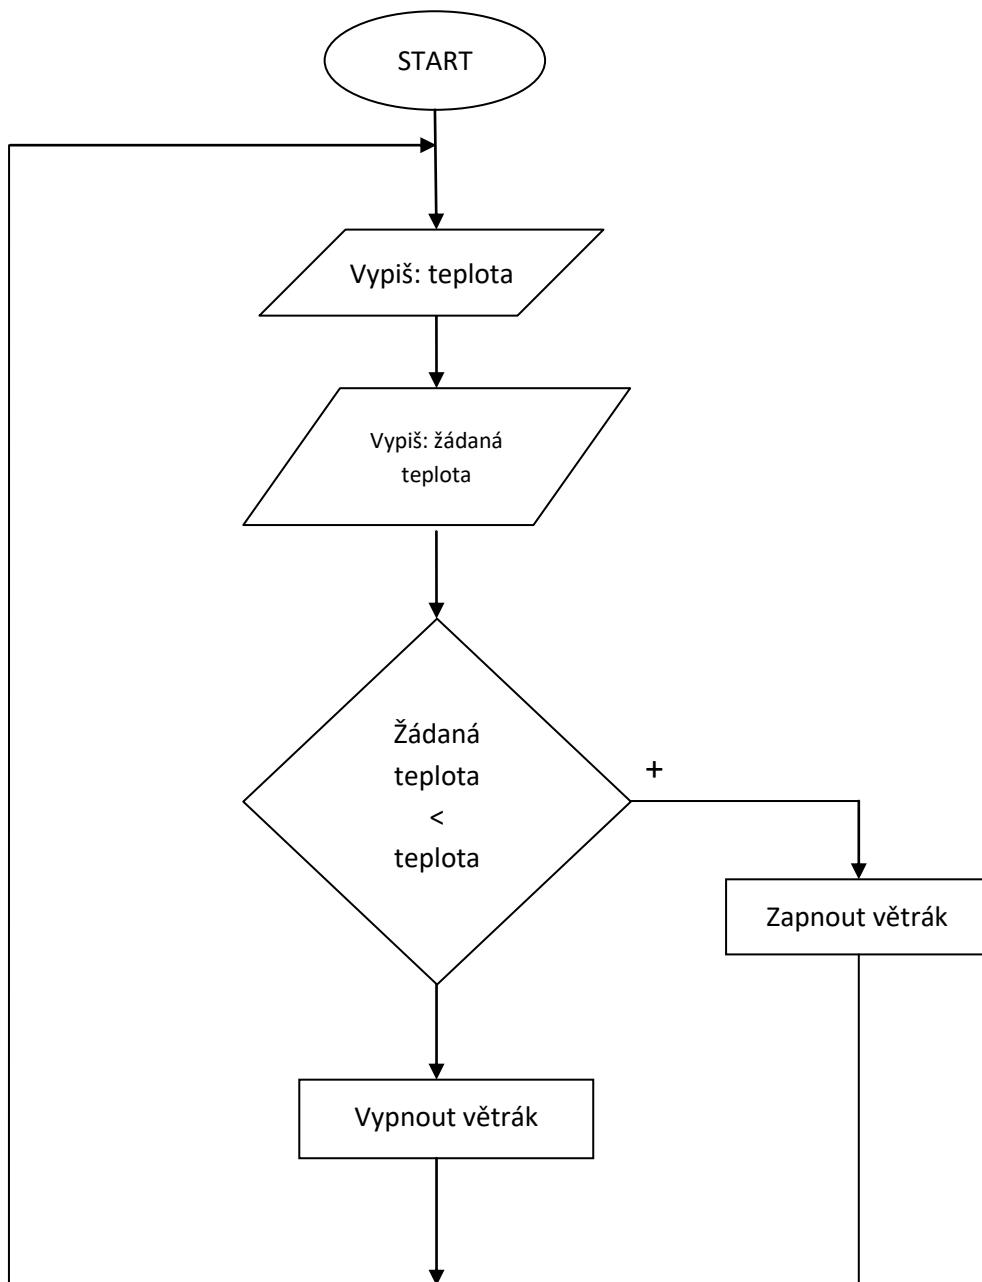 START
Vypiš: teplota
Vypiš: žádaná
teplota
Žádaná
teplota
<
teplota
+
Zapnout větrák
Vypnout větrák